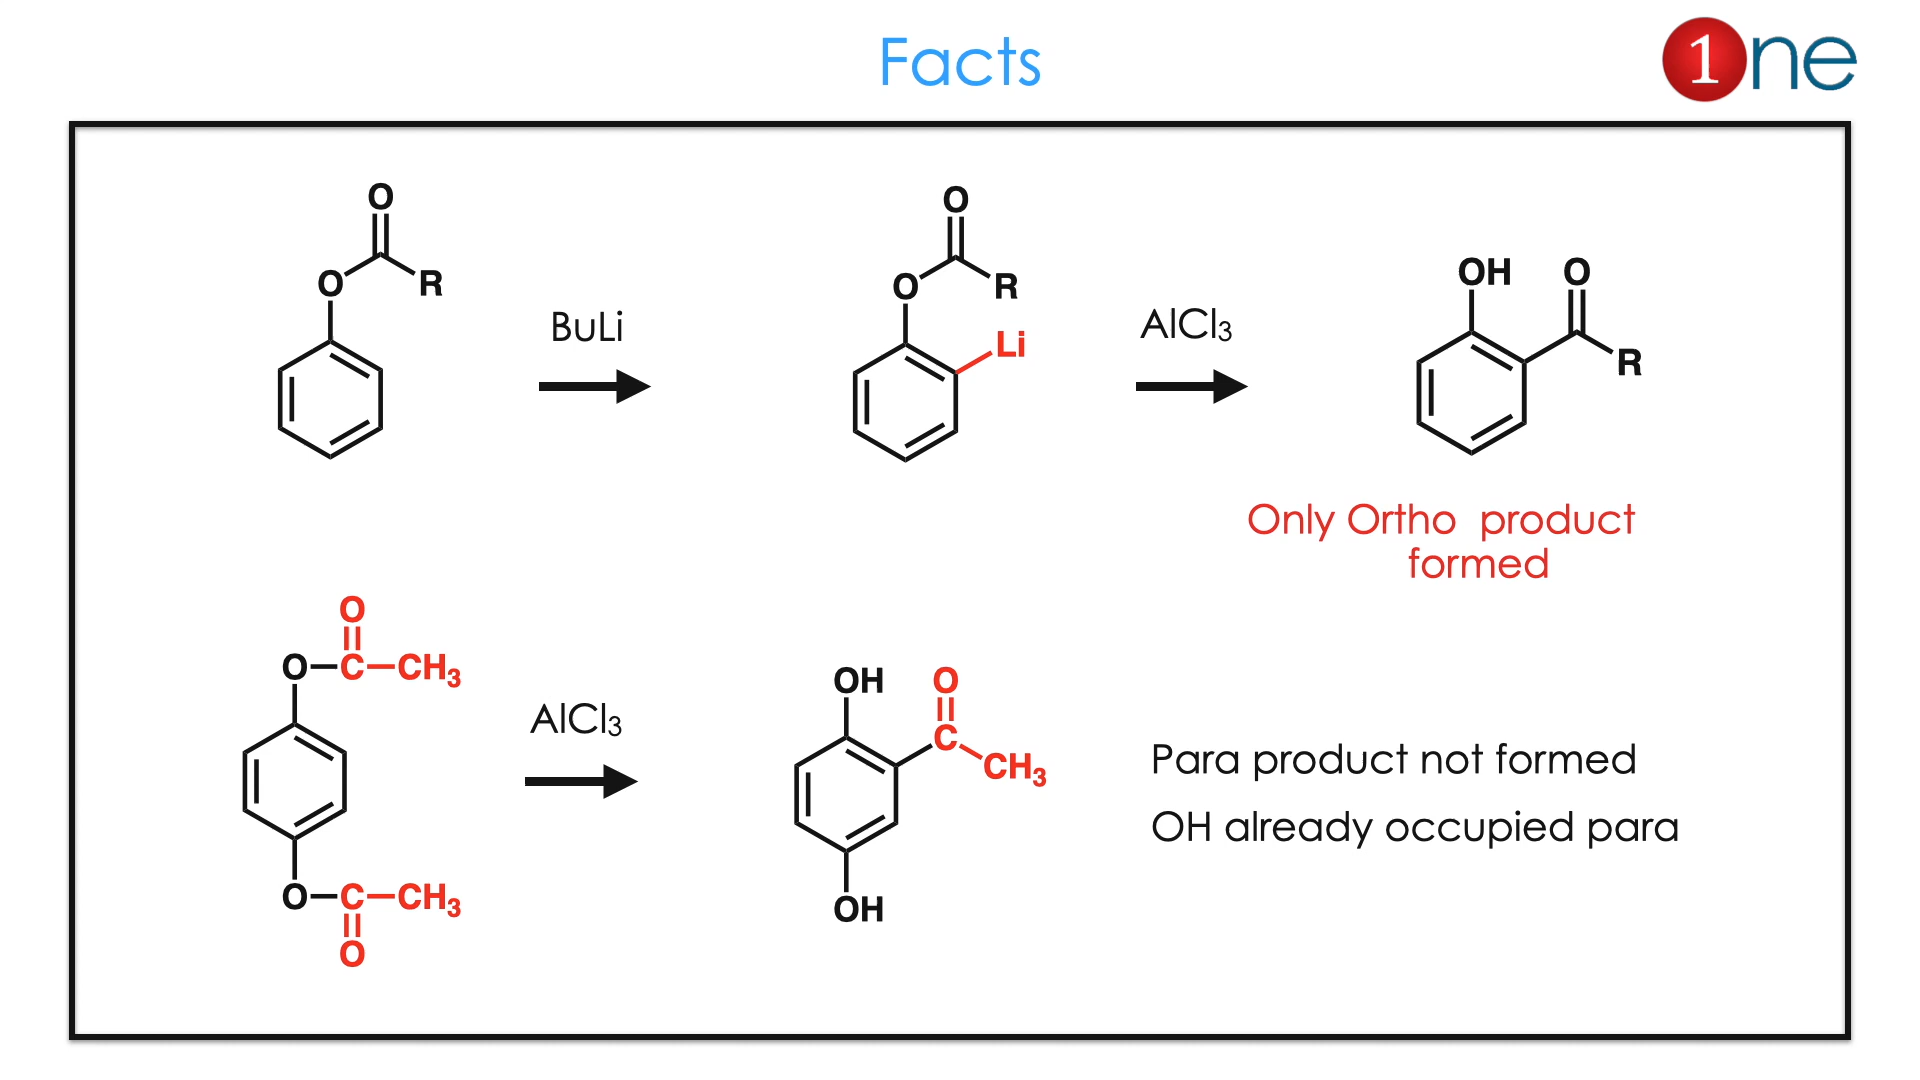 Facts
1ne
O
O
R
BuLi
O
O
R
Li
AlCl₃
OH
O
R
Only Ortho product
formed
O
O–C–CH₃
O–C–CH₃
O
AlCl₃
OH
O
C
CH₃
OH
Para product not formed
OH already occupied para